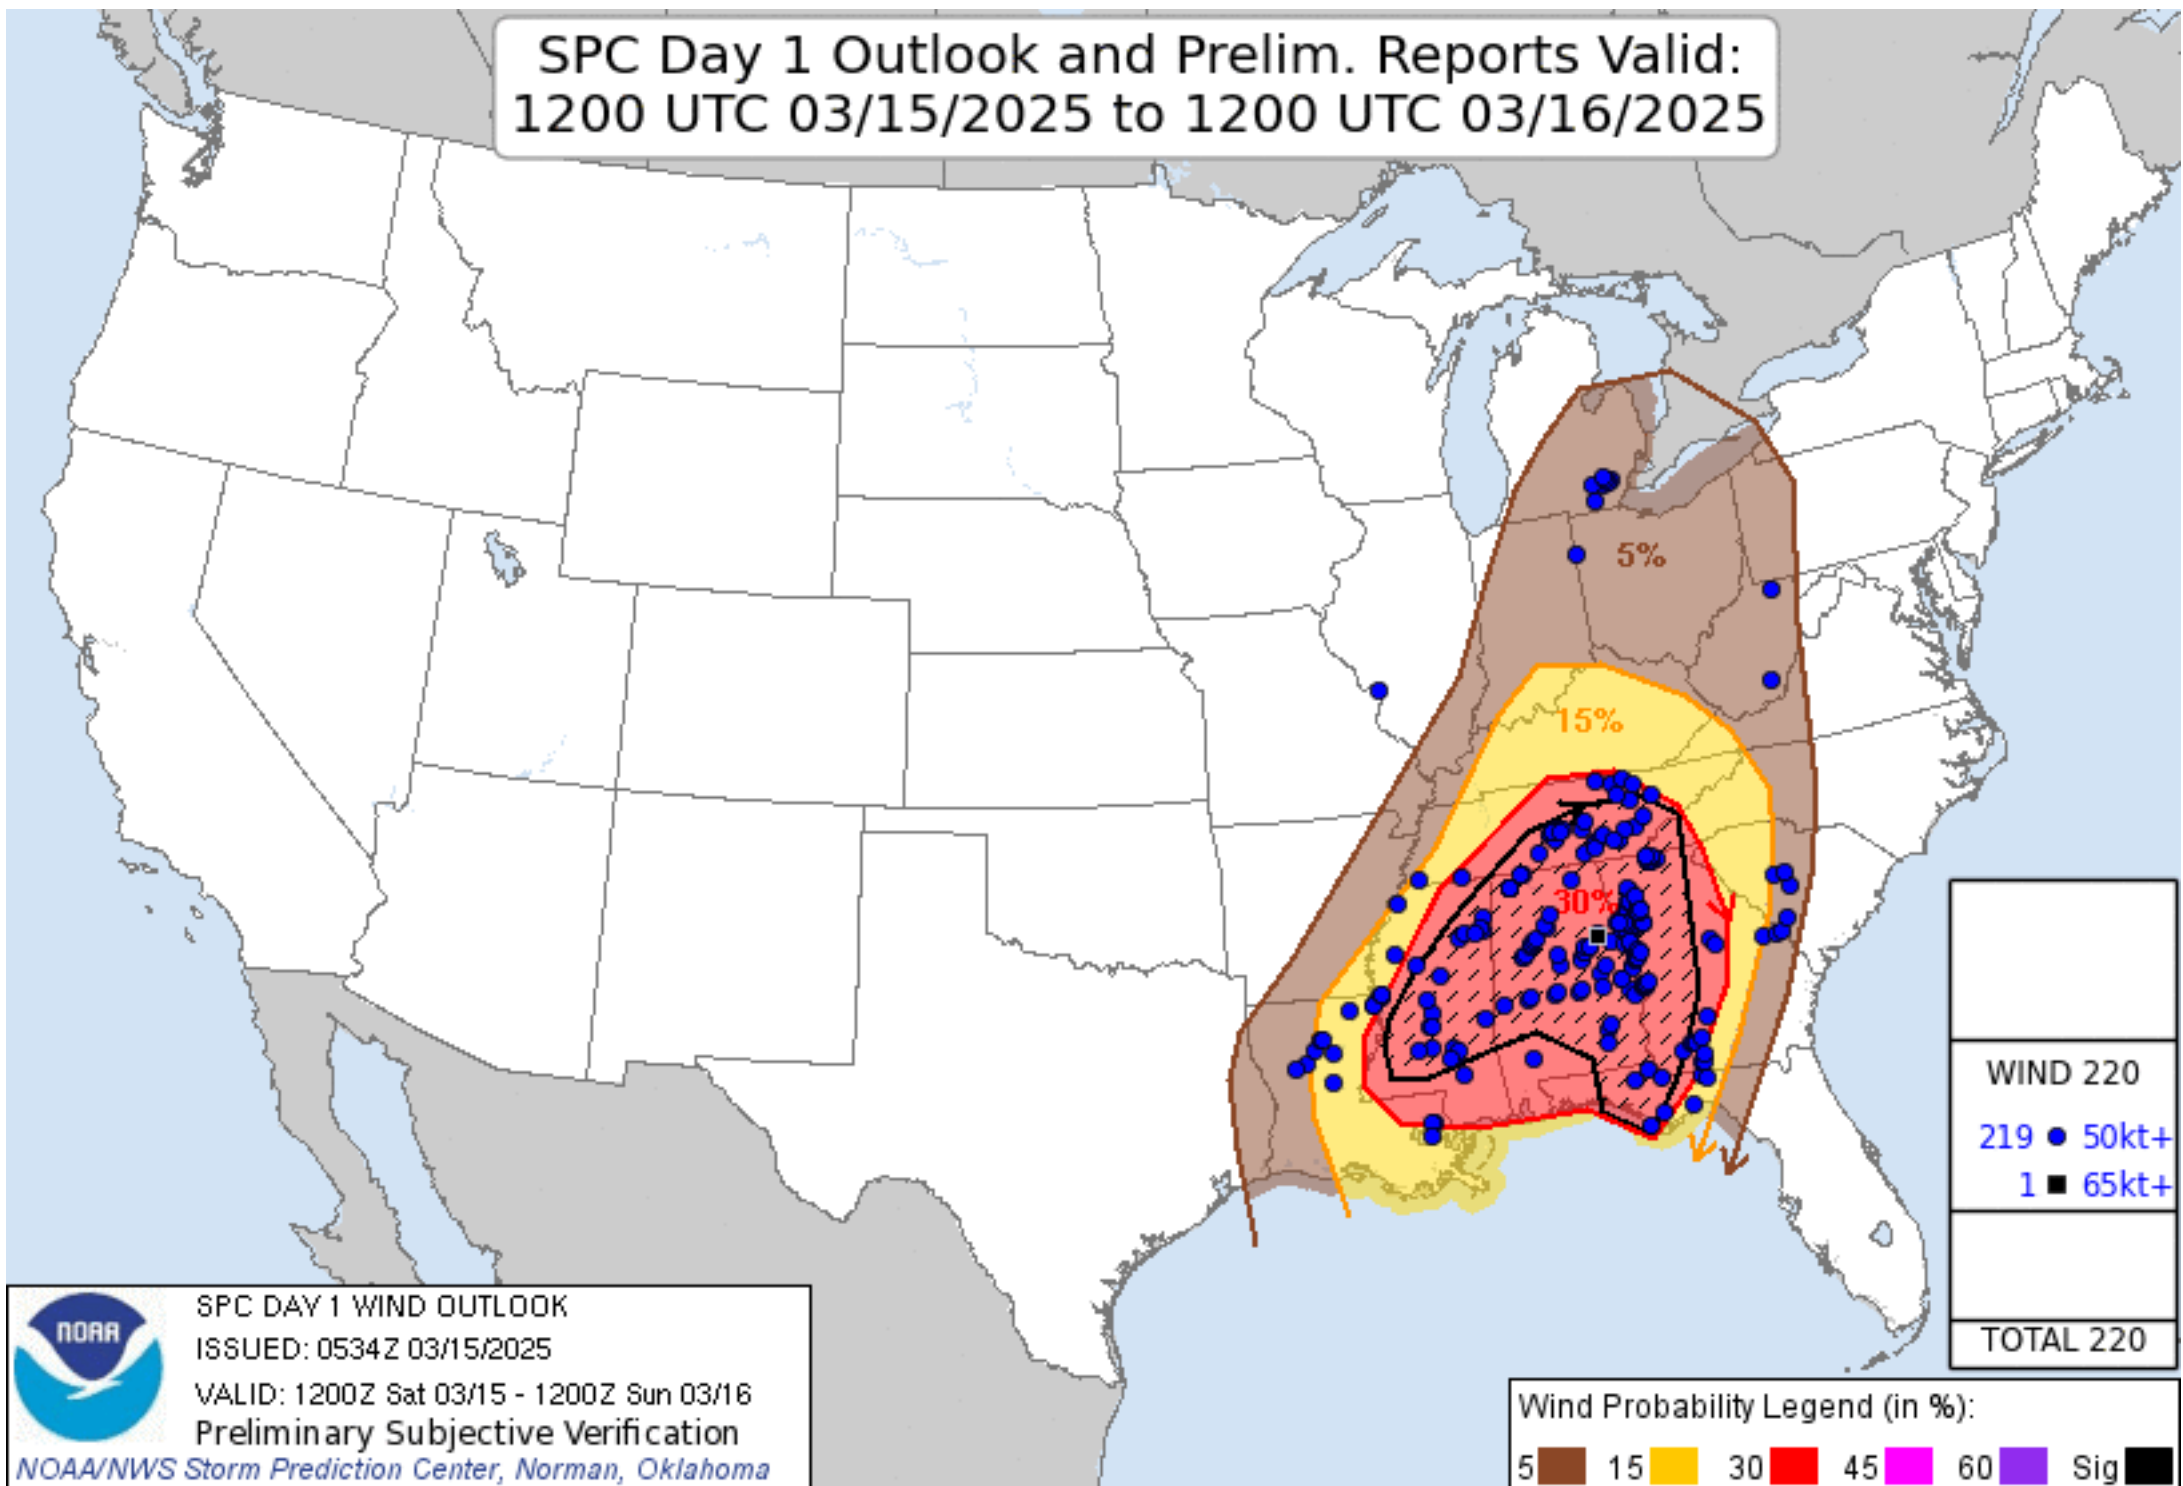 SPC Day 1 Outlook and Prelim. Reports Valid:
1200 UTC 03/15/2025 to 1200 UTC 03/16/2025
5%
15%
30%
WIND 220
219 50kt+
1 65kt+
TOTAL 220
NOAA
SPC DAY 1 WIND OUTLOOK
ISSUED: 0534Z 03/15/2025
VALID: 1200Z Sat 03/15 - 1200Z Sun 03/16
Preliminary Subjective Verification
NOAA/NWS Storm Prediction Center, Norman, Oklahoma
Wind Probability Legend (in %):
5 15 30 45 60 Sig